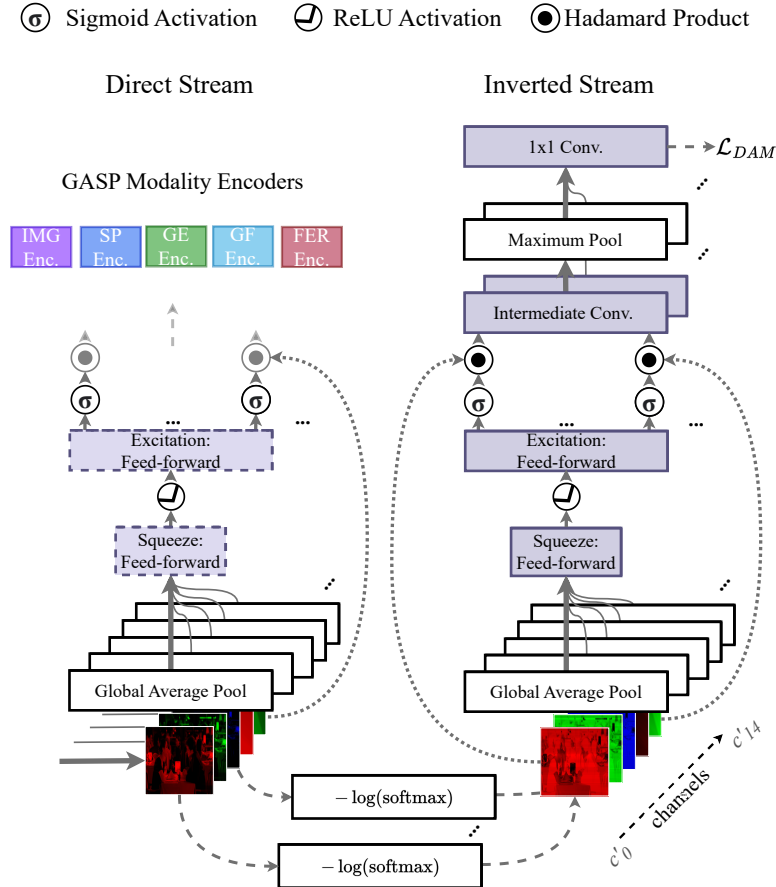 σ Sigmoid Activation ReLU Activation Hadamard Product
Direct Stream
Inverted Stream
1x1 Conv.
ℒ_DAM
GASP Modality Encoders
IMG Enc.
SP Enc.
GE Enc.
GF Enc.
FER Enc.
...
Maximum Pool
...
Intermediate Conv.
σ
σ
...
...
Excitation:
Feed-forward
Squeeze:
Feed-forward
...
Global Average Pool
σ
σ
...
...
Excitation:
Feed-forward
Squeeze:
Feed-forward
...
Global Average Pool
− log(softmax)
...
− log(softmax)
c'0
channels
c'14